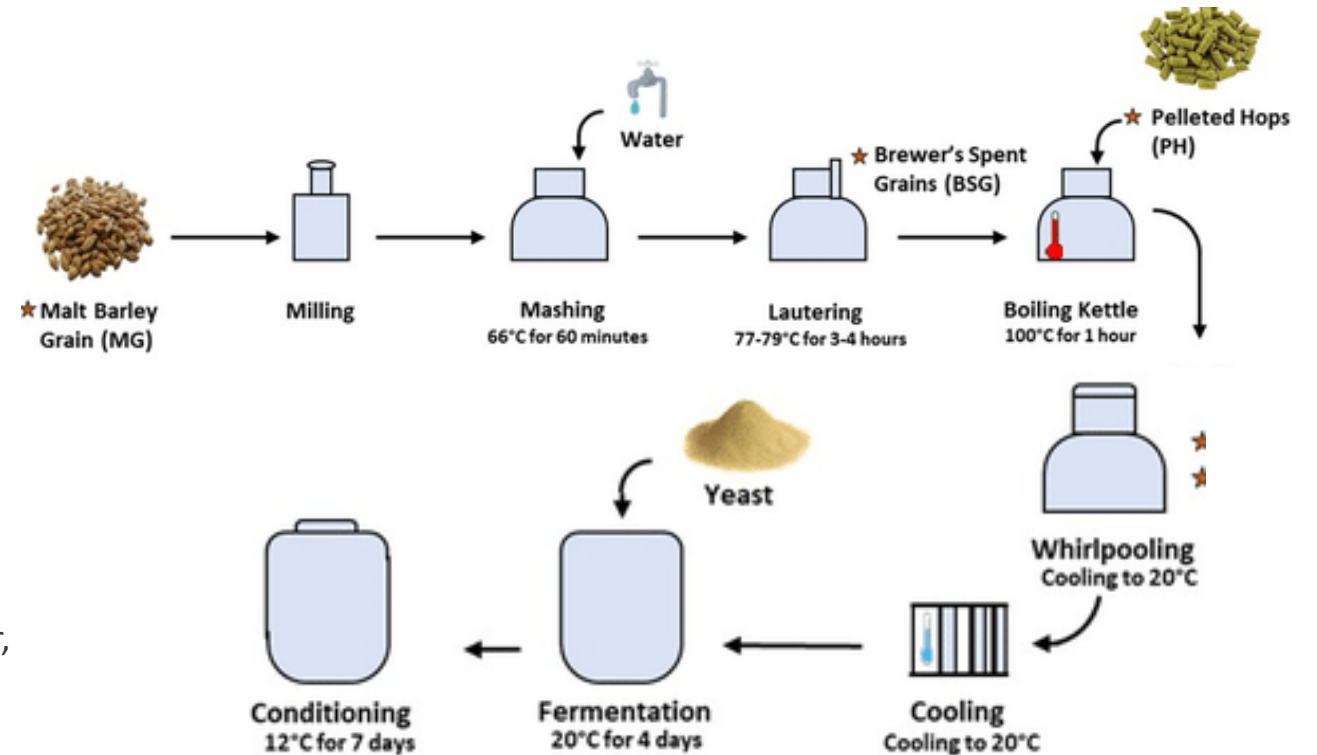 Water
★ Pelleted Hops
(PH)
★ Brewer's Spent
Grains (BSG)
★ Malt Barley
Grain (MG)
Milling
Mashing
66°C for 60 minutes
Lautering
77-79°C for 3-4 hours
Boiling Kettle
100°C for 1 hour
Whirlpooling
Cooling to 20°C
Yeast
Cooling
Cooling to 20°C
Fermentation
20°C for 4 days
Conditioning
12°C for 7 days